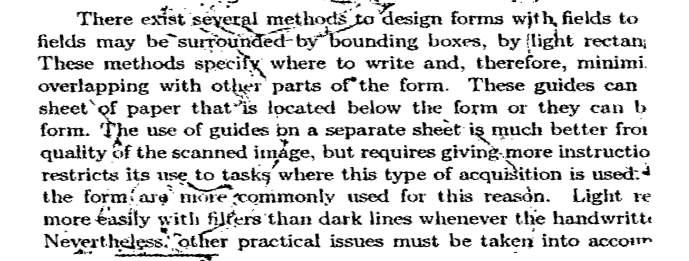 There exist several methods to design forms with fields to
fields may be surrounded by bounding boxes, by light rectan
These methods specify where to write and, therefore, minimi
overlapping with other parts of the form. These guides can
sheet of paper that is located below the form or they can b
form. The use of guides on a separate sheet is much better fro
quality of the scanned image, but requires giving more instructio
restricts its use to tasks where this type of acquisition is used.
the form are more commonly used for this reason. Light re
more easily with filters than dark lines whenever the handwritt
Nevertheless, other practical issues must be taken into accoun